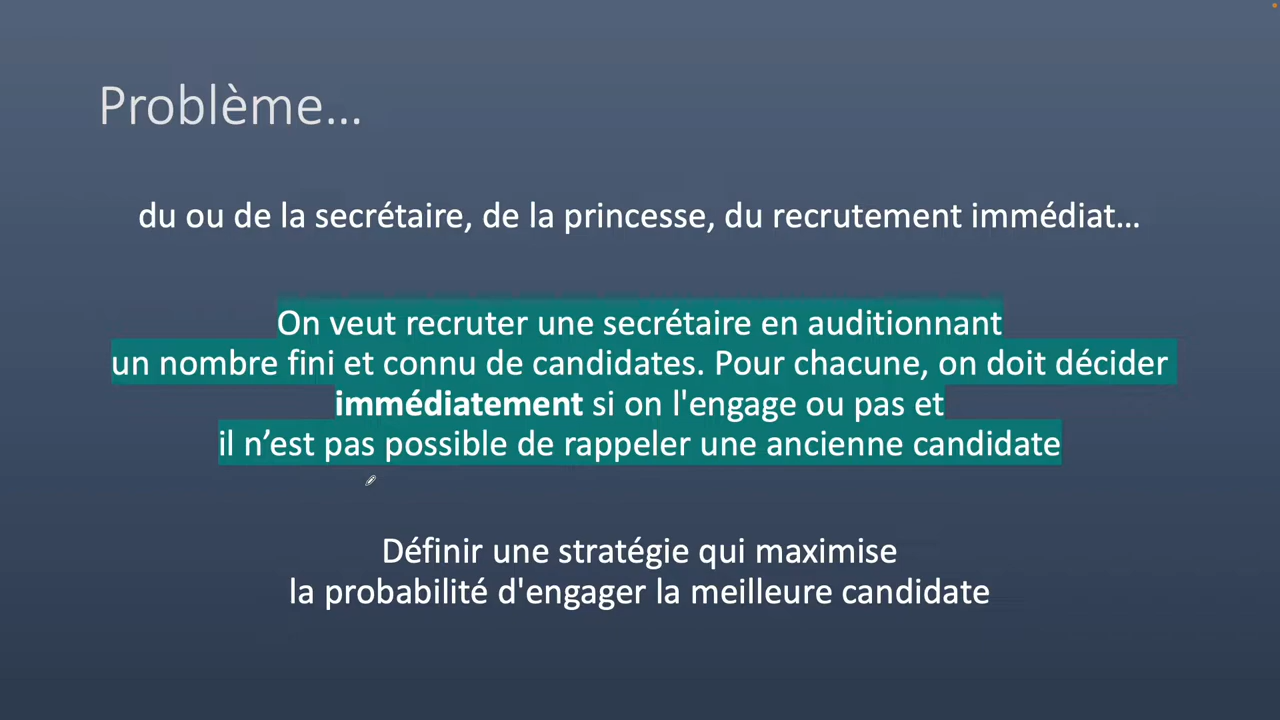 Problème...
du ou de la secrétaire, de la princesse, du recrutement immédiat...
On veut recruter une secrétaire en auditionnant
un nombre fini et connu de candidates. Pour chacune, on doit décider
immédiatement si on l'engage ou pas et
il n’est pas possible de rappeler une ancienne candidate
Définir une stratégie qui maximise
la probabilité d'engager la meilleure candidate